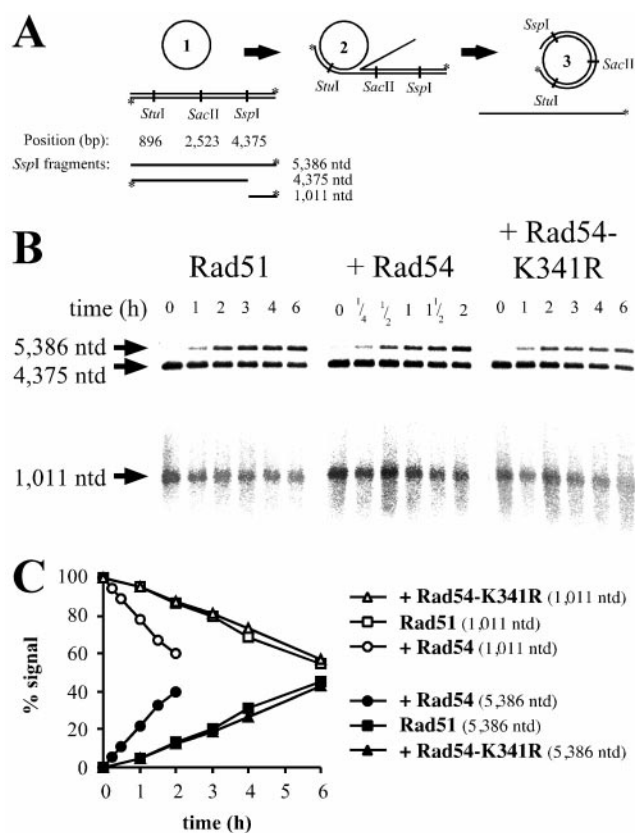 A
1
2
3
SspI
SacII
StuI
StuI
SacII
SspI
*
*
*
*
*
*
StuI SacII SspI
Position (bp): 896 2,523 4,375
SspI fragments:
* 5,386 ntd
* 4,375 ntd
* 1,011 ntd
B
Rad51
+ Rad54
+ Rad54-
K341R
time (h) 0 1 2 3 4 6 0 1/4 1/2 1 1 1/2 2 0 1 2 3 4 6
5,386 ntd
4,375 ntd
1,011 ntd
C
100
80
60
40
20
0
% signal
0 1 2 3 4 5 6
time (h)
+ Rad54-K341R (1,011 ntd)
Rad51 (1,011 ntd)
+ Rad54 (1,011 ntd)
+ Rad54 (5,386 ntd)
Rad51 (5,386 ntd)
+ Rad54-K341R (5,386 ntd)